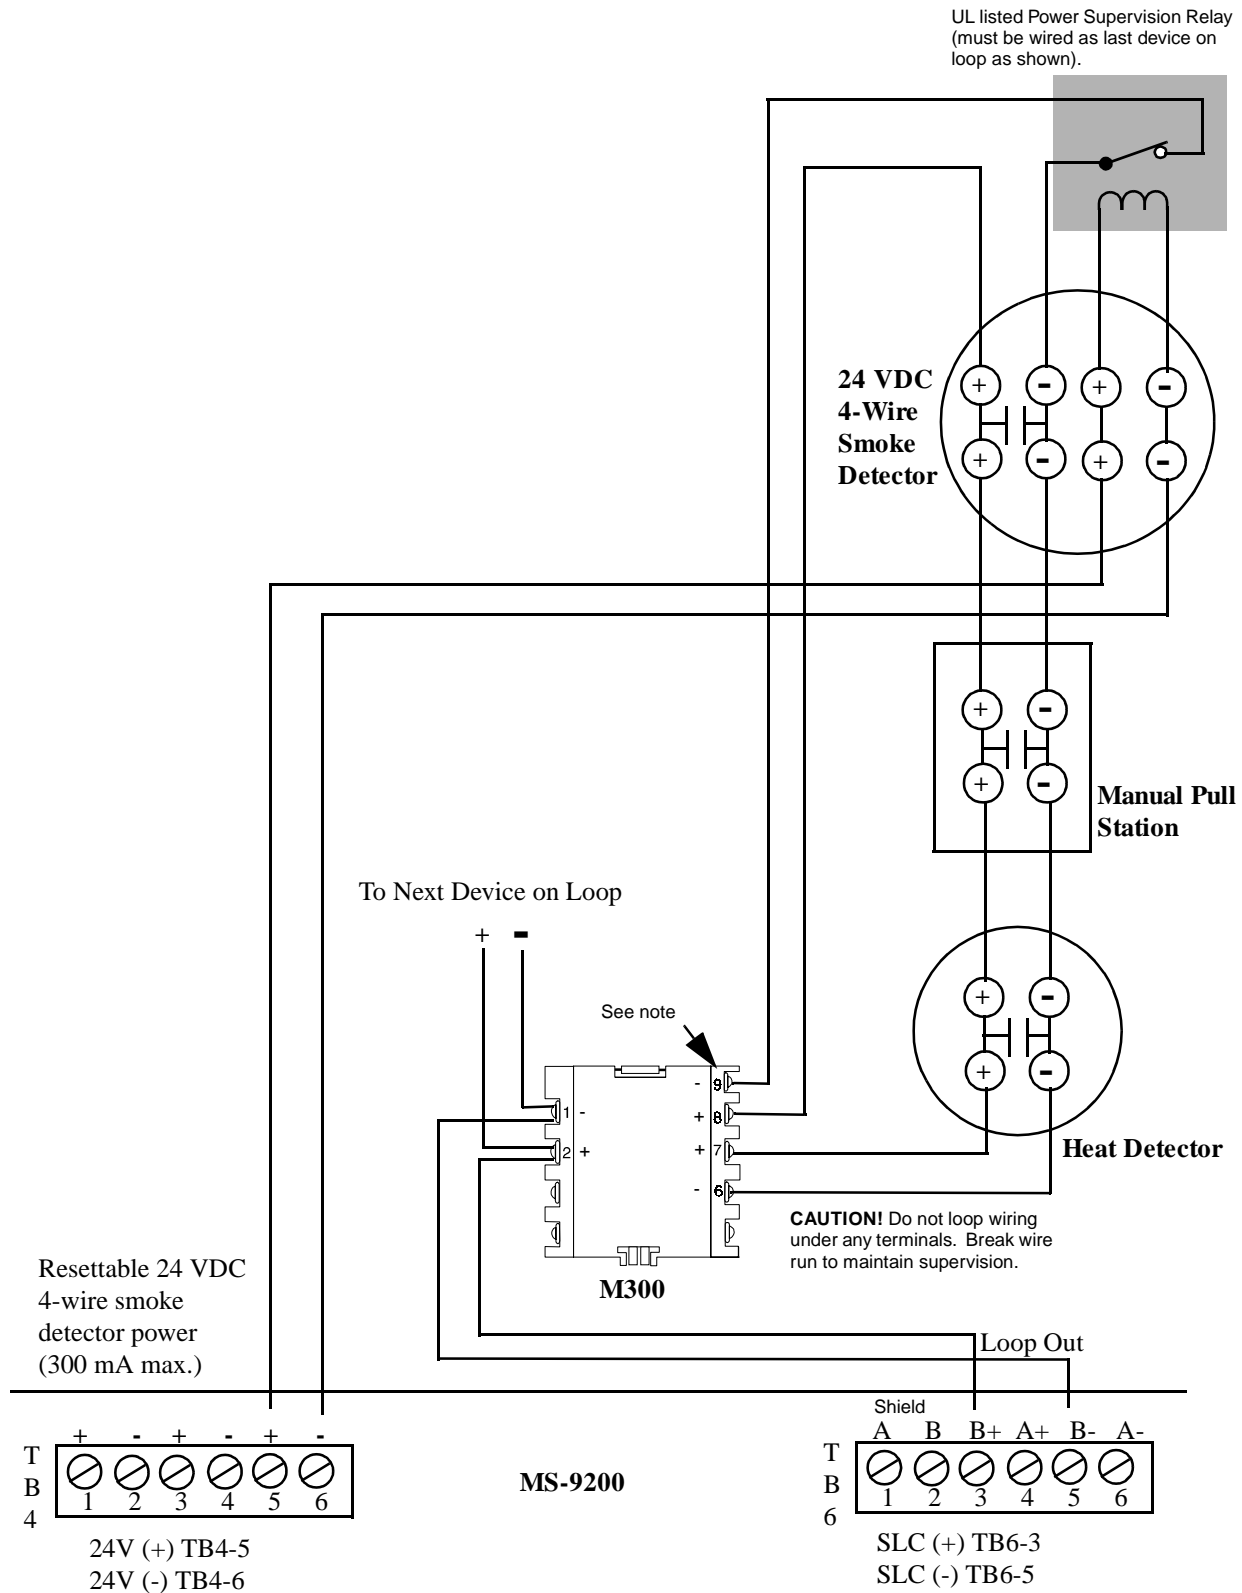 UL listed Power Supervision Relay
(must be wired as last device on
loop as shown).
24 VDC
4-Wire
Smoke
Detector
+ - + -
+ - + -
+ -
+ -
Manual Pull
Station
To Next Device on Loop
+ -
See note
+ -
+ -
Heat Detector
- 9
1 - + 8
2 + + 7
- 6
CAUTION! Do not loop wiring
under any terminals. Break wire
run to maintain supervision.
M300
Resettable 24 VDC
4-wire smoke
detector power
(300 mA max.)
Loop Out
Shield
+ - + - + -
A B B+ A+ B- A-
T
B
4
1 2 3 4 5 6
MS-9200
T
B
6
1 2 3 4 5 6
24V (+) TB4-5
24V (-) TB4-6
SLC (+) TB6-3
SLC (-) TB6-5